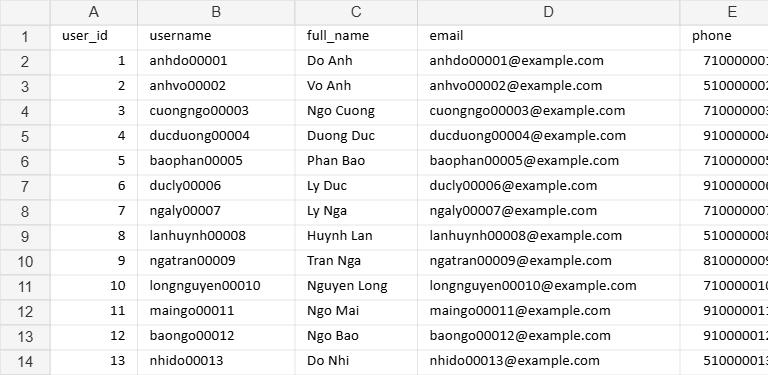 A B C D E
1 user_id username full_name email phone
2 1 anhdo00001 Do Anh anhdo00001@example.com 710000001
3 2 anhvo00002 Vo Anh anhvo00002@example.com 510000002
4 3 cuongngo00003 Ngo Cuong cuongngo00003@example.com 710000003
5 4 ducduong00004 Duong Duc ducduong00004@example.com 910000004
6 5 baophan00005 Phan Bao baophan00005@example.com 710000005
7 6 ducly00006 Ly Duc ducly00006@example.com 910000006
8 7 ngaly00007 Ly Nga ngaly00007@example.com 710000007
9 8 lanhuynh00008 Huynh Lan lanhuynh00008@example.com 510000008
10 9 ngatran00009 Tran Nga ngatran00009@example.com 810000009
11 10 longnguyen00010 Nguyen Long longnguyen00010@example.com 710000010
12 11 maingo00011 Ngo Mai maingo00011@example.com 910000011
13 12 baongo00012 Ngo Bao baongo00012@example.com 910000012
14 13 nhido00013 Do Nhi nhido00013@example.com 510000013